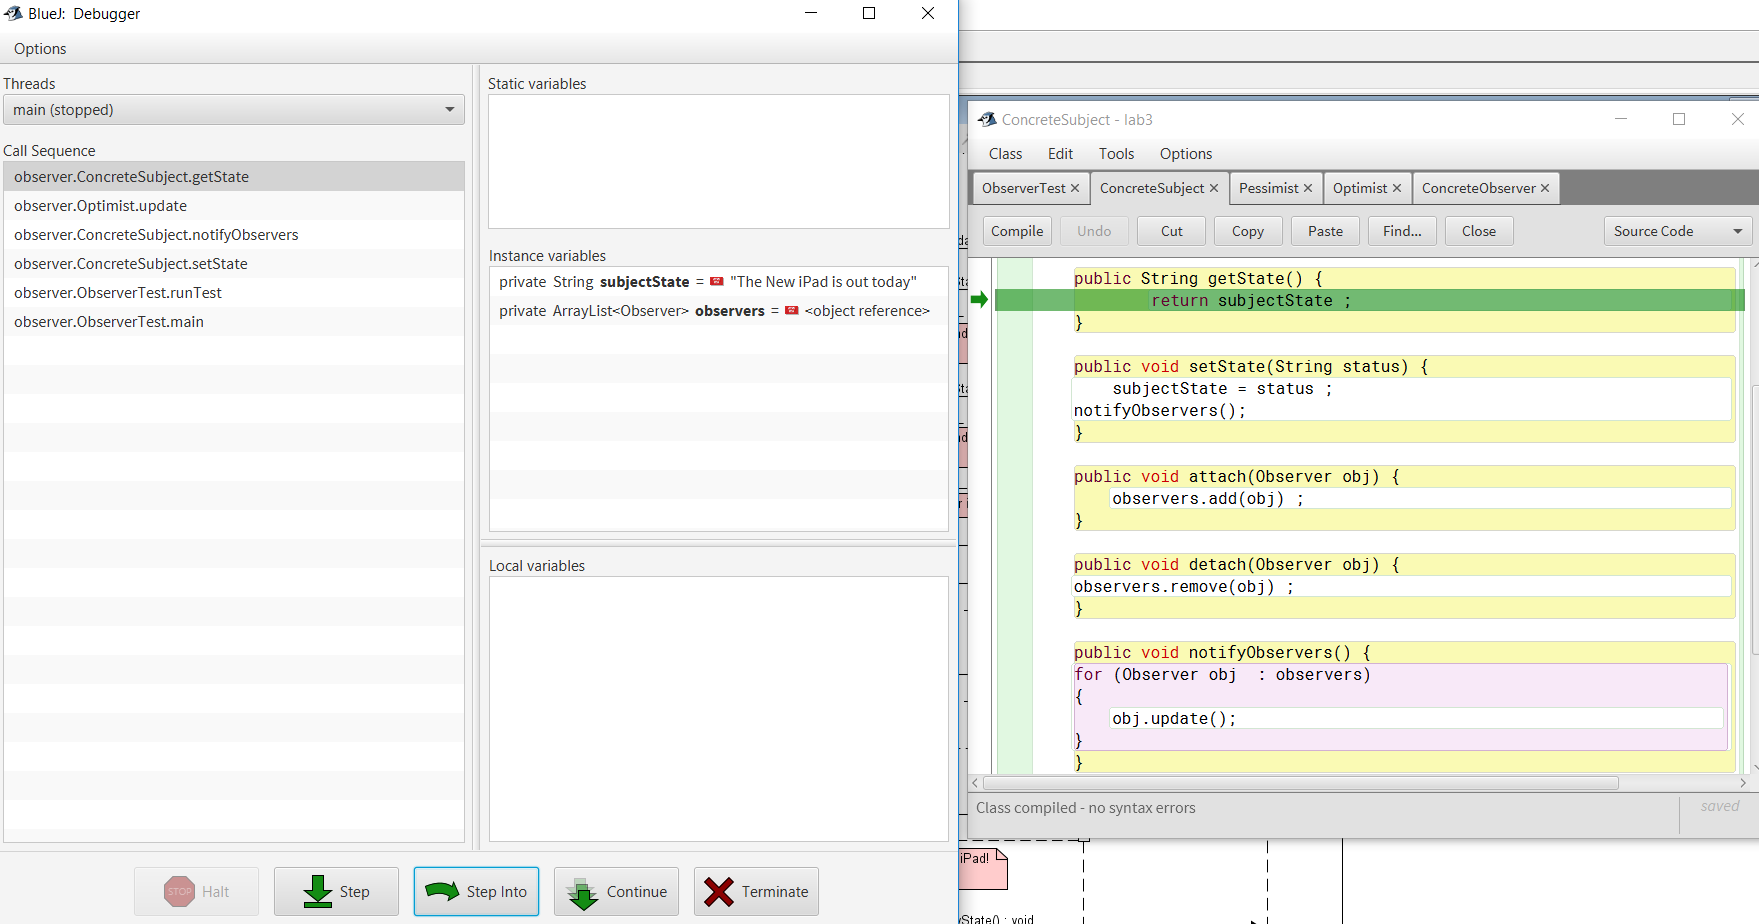 BlueJ: Debugger
Options
Threads
main (stopped)
Call Sequence
observer.ConcreteSubject.getState
observer.Optimist.update
observer.ConcreteSubject.notifyObservers
observer.ConcreteSubject.setState
observer.ObserverTest.runTest
observer.ObserverTest.main
Static variables
Instance variables
private String subjectState = "The New iPad is out today"
private ArrayList<Observer> observers = <object reference>
Local variables
STOP Halt
Step
Step Into
Continue
Terminate
ConcreteSubject - lab3
Class Edit Tools Options
ObserverTest × ConcreteSubject × Pessimist × Optimist × ConcreteObserver ×
Compile Undo Cut Copy Paste Find... Close Source Code
public String getState() {
return subjectState ;
}
public void setState(String status) {
subjectState = status ;
notifyObservers();
}
public void attach(Observer obj) {
observers.add(obj) ;
}
public void detach(Observer obj) {
observers.remove(obj) ;
}
public void notifyObservers() {
for (Observer obj : observers)
{
obj.update();
}
}
Class compiled - no syntax errors
saved
iPad!
State() : void